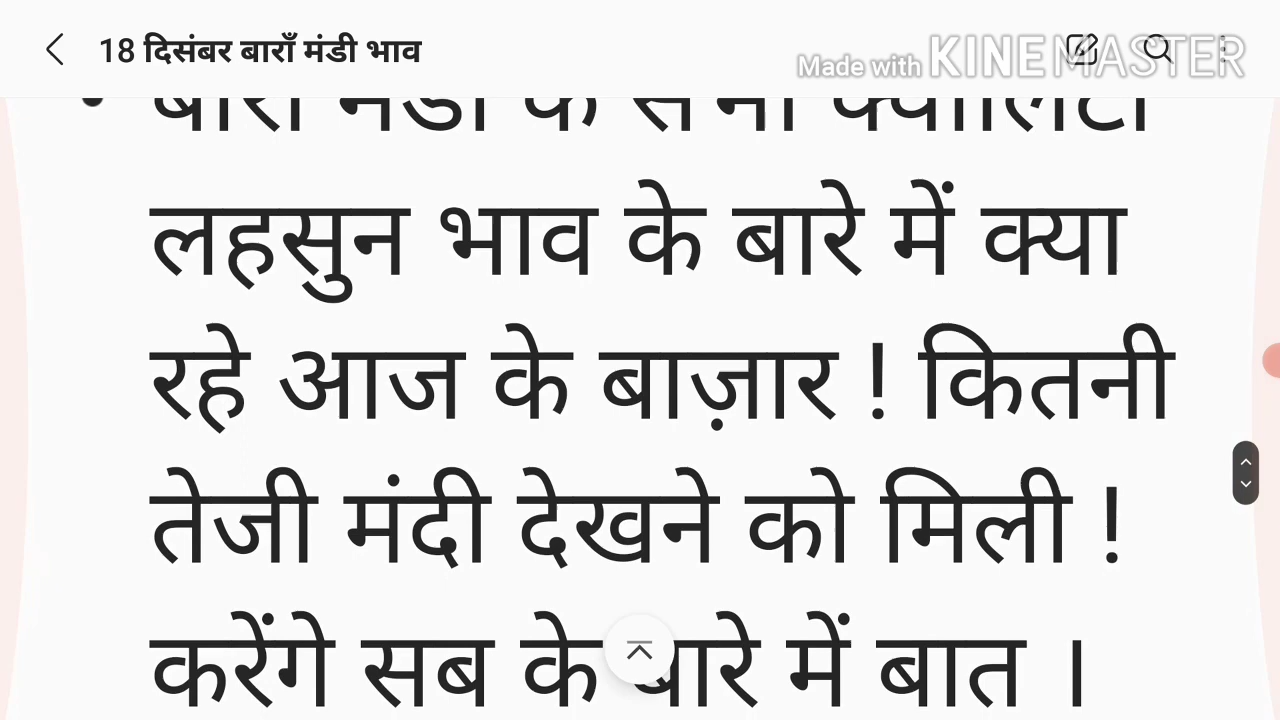 18 दिसंबर बाराँ मंडी भाव
Made with KINEMASTER
लहसुन भाव के बारे में क्या
रहे आज के बाज़ार ! कितनी
तेजी मंदी देखने को मिली !
करेंगे सब के बारे में बात ।